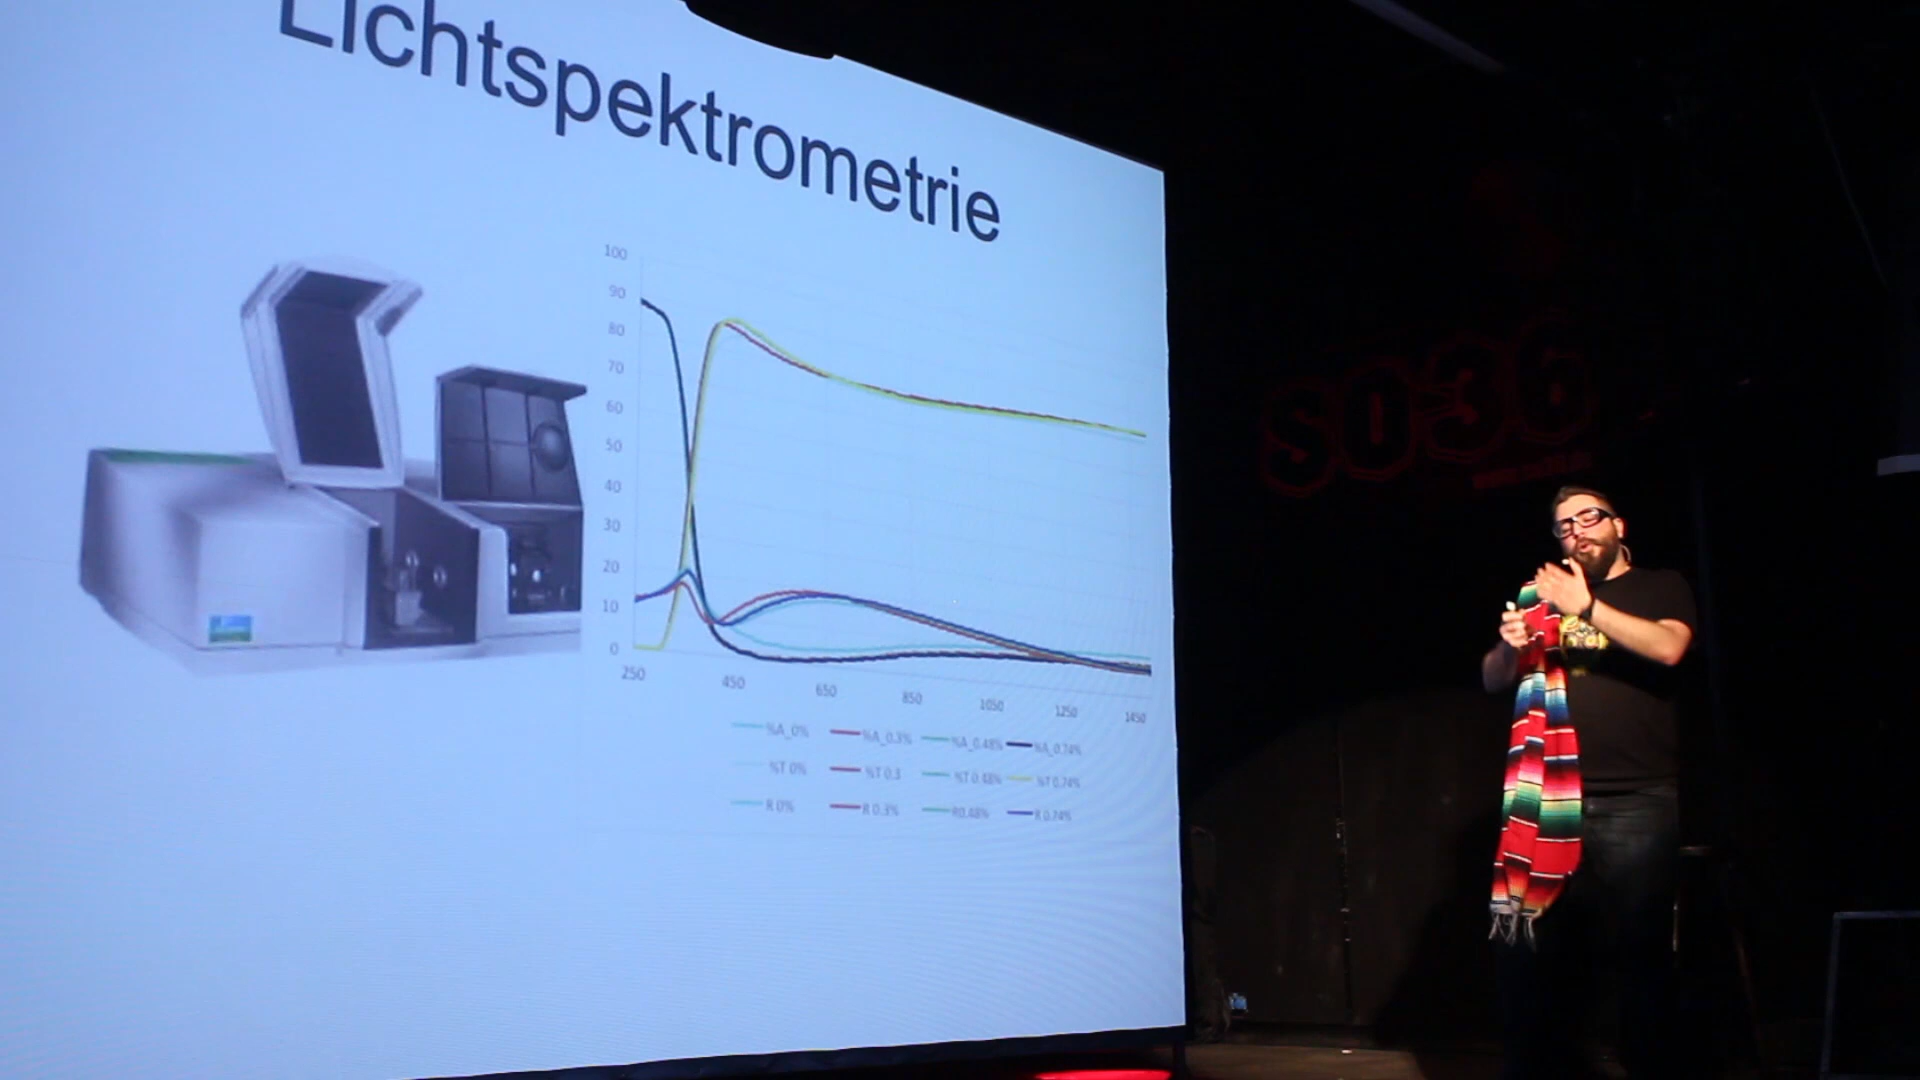 Lichtspektrometrie
100
90
80
70
60
50
40
30
20
10
0
250 450 650 850 1050 1250 1450
%A_0% %A_0.3% %A_0.48% %A_0.74%
%T 0% %T 0.3 %T 0.48% %T 0.74%
R 0% R 0.3% R0.48% R 0.74%
SO36